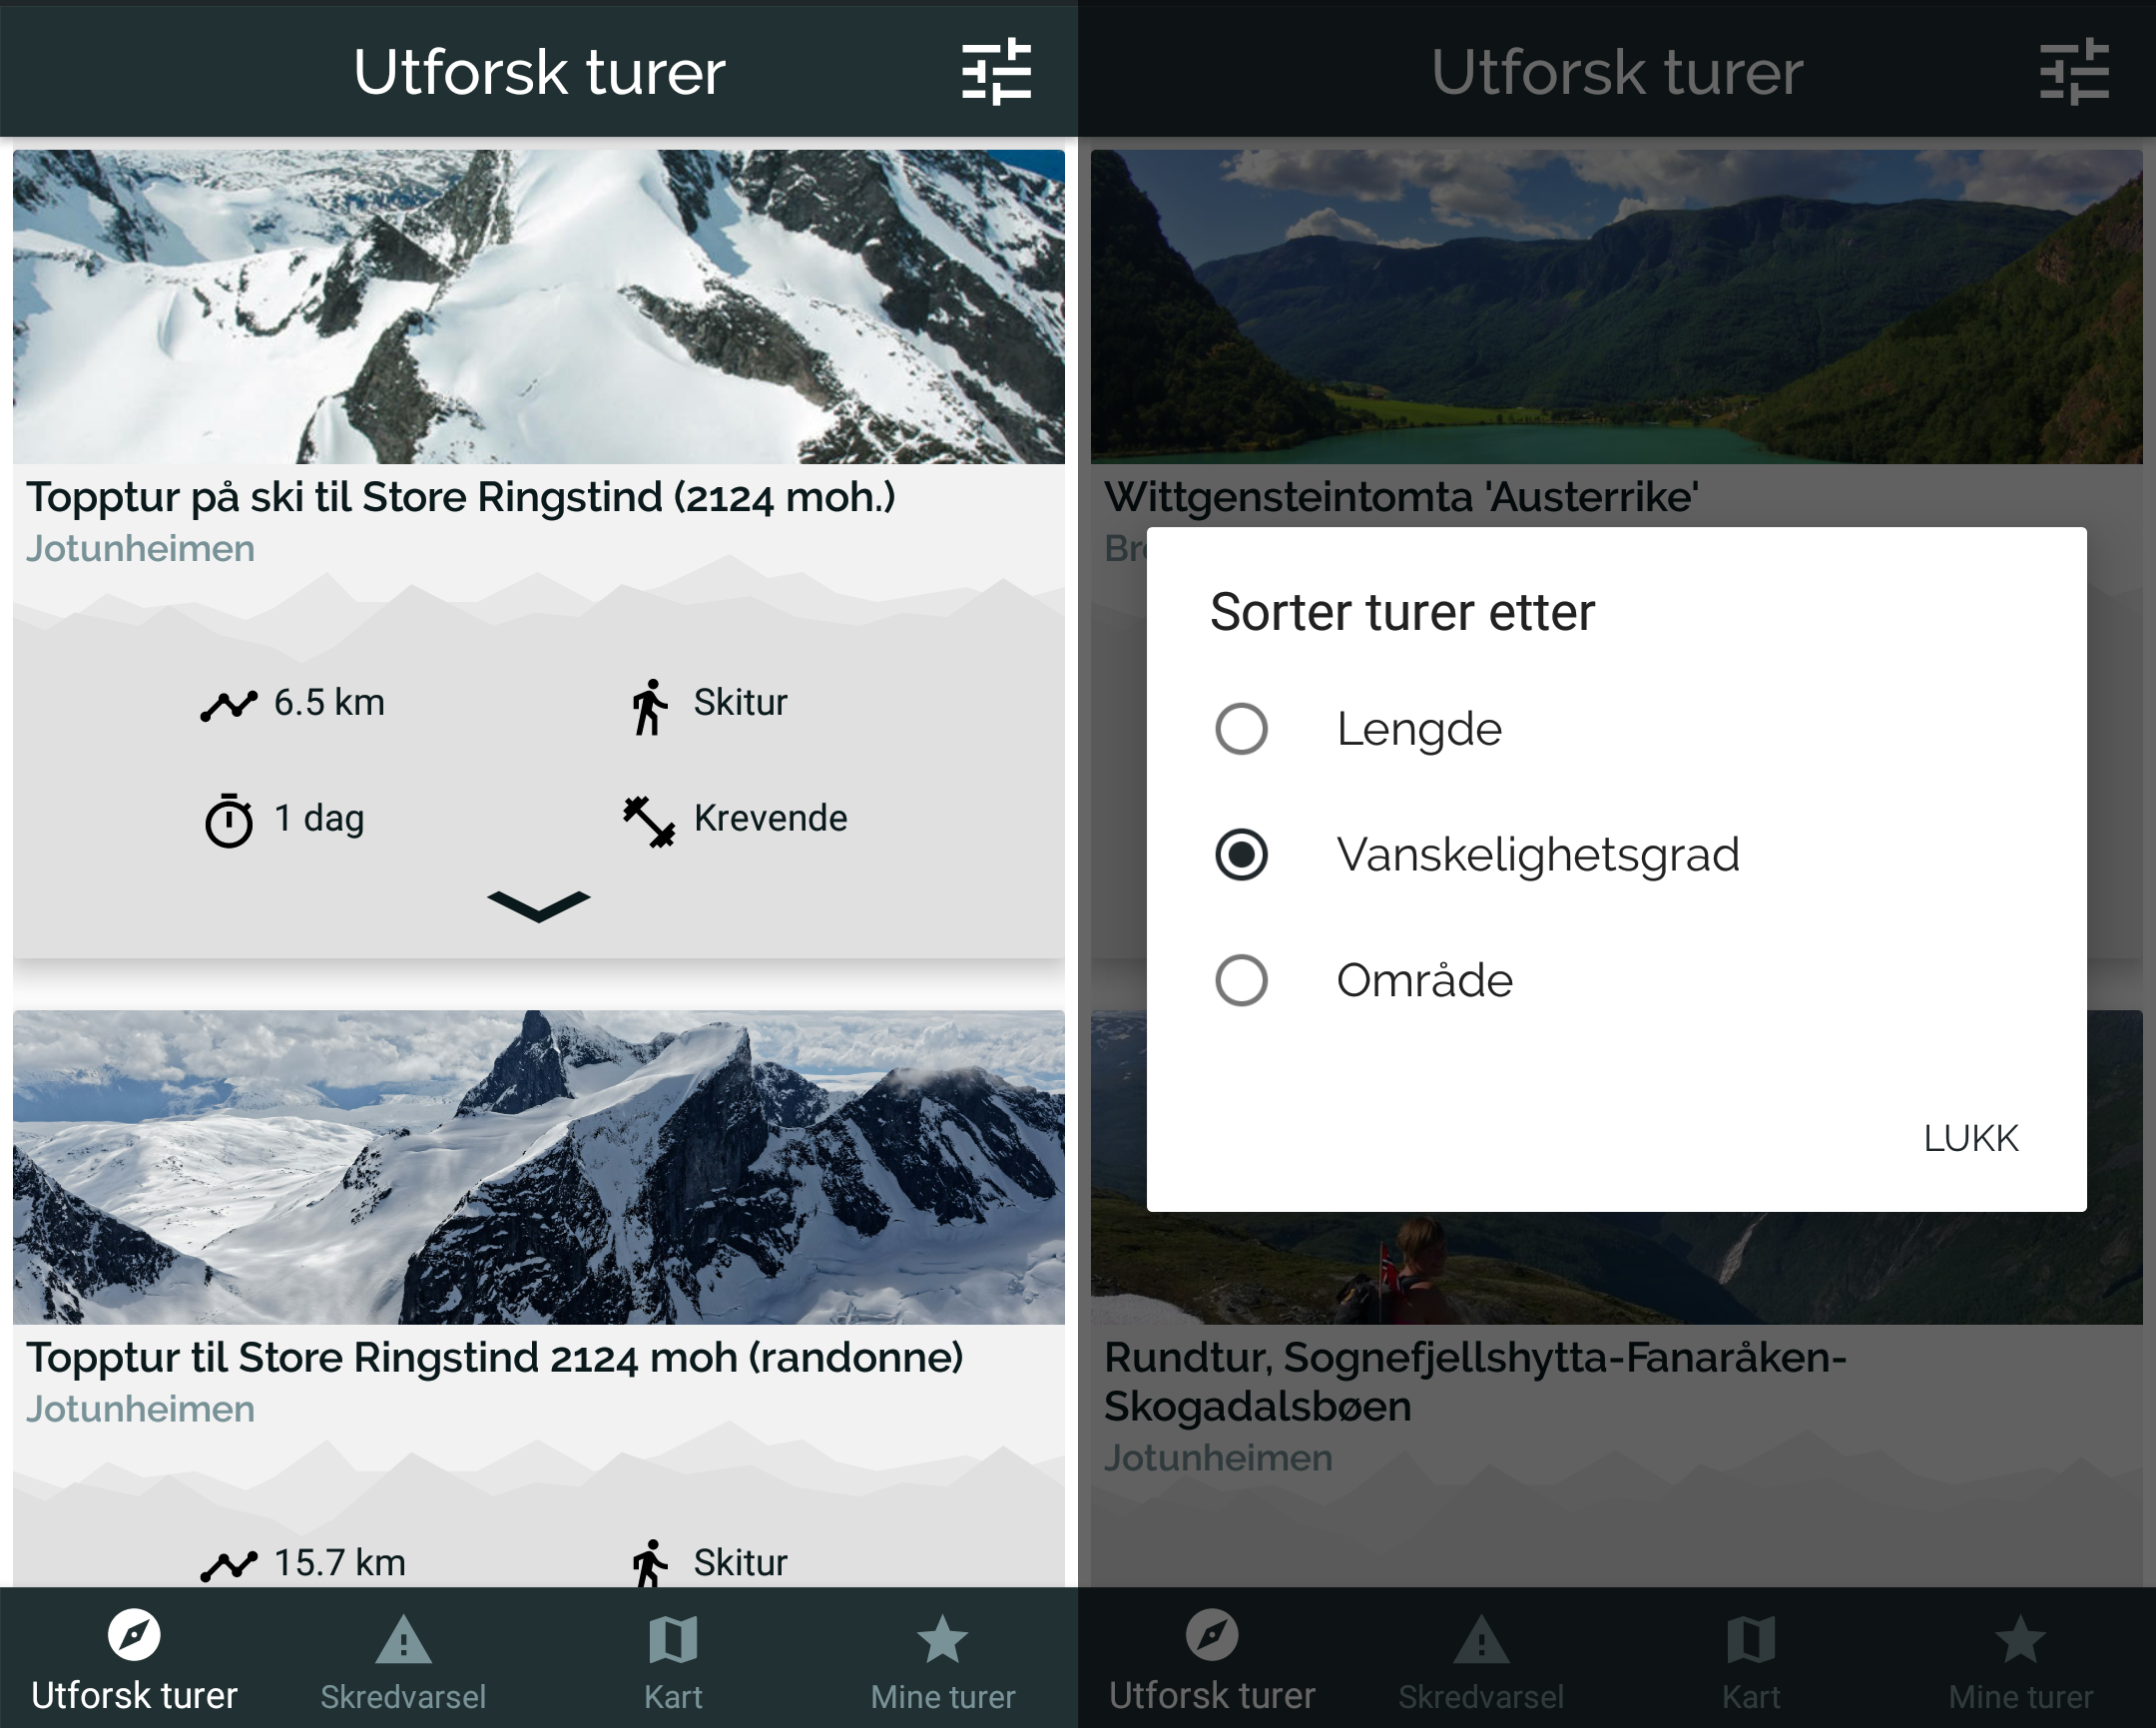 Utforsk turer
Topptur på ski til Store Ringstind (2124 moh.)
Jotunheimen
6.5 km
Skitur
1 dag
Krevende
Topptur til Store Ringstind 2124 moh (randonne)
Jotunheimen
15.7 km
Skitur
Utforsk turer
Skredvarsel
Kart
Mine turer
Utforsk turer
Wittgensteintomta 'Austerrike'
Sorter turer etter
Lengde
Vanskelighetsgrad
Område
LUKK
Rundtur, Sognefjellshytta-Fanaråken-
Skogadalsbøen
Jotunheimen
Utforsk turer
Skredvarsel
Kart
Mine turer